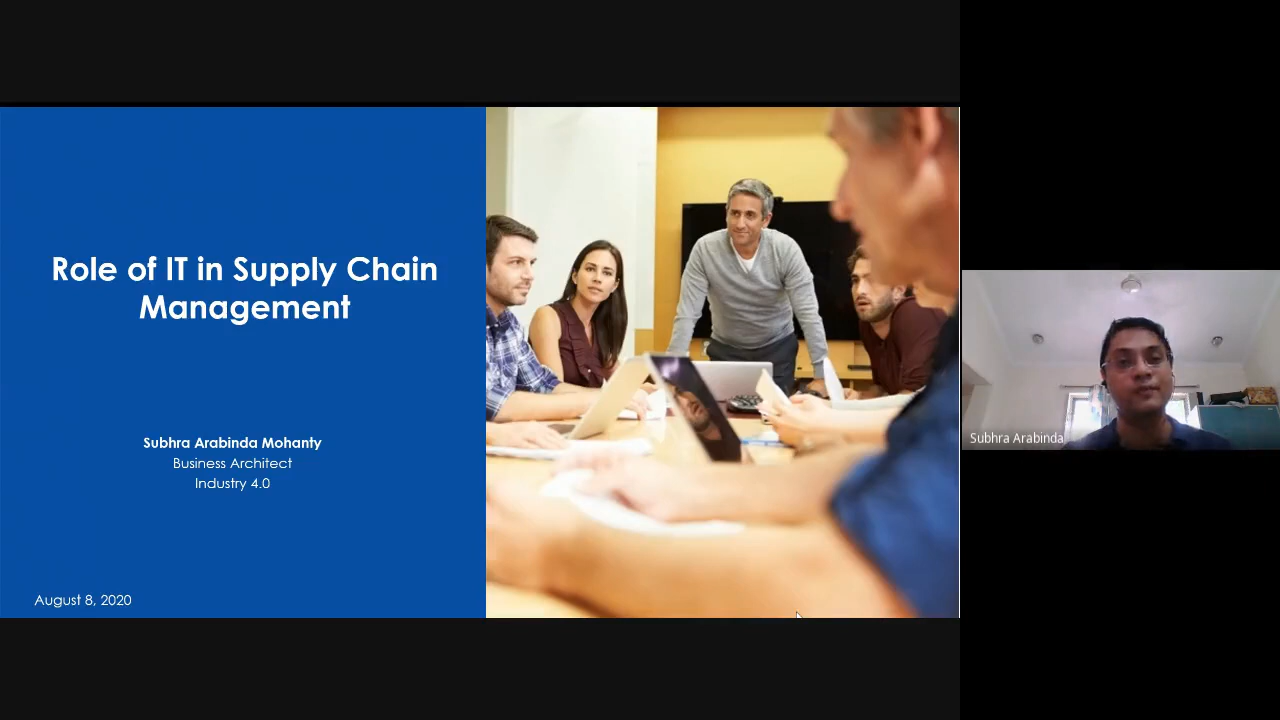 Role of IT in Supply Chain
Management
Subhra Arabinda Mohanty
Business Architect
Industry 4.0
August 8, 2020
Subhra Arabinda